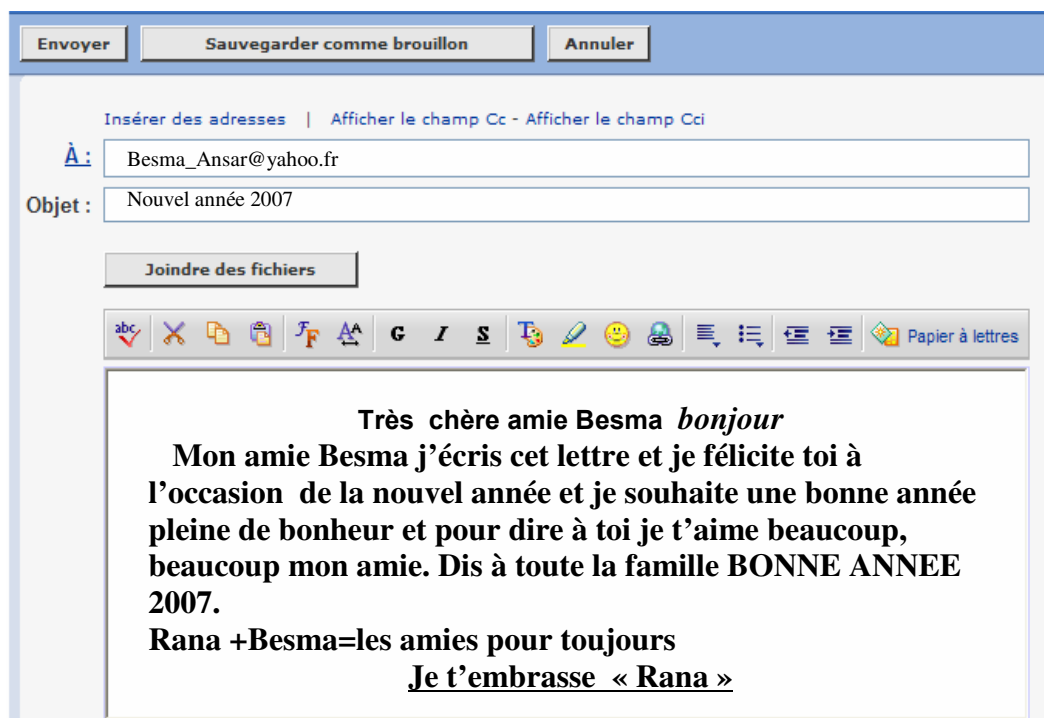 Envoyer Sauvegarder comme brouillon Annuler
Insérer des adresses | Afficher le champ Cc - Afficher le champ Cci
À : Besma_Ansar@yahoo.fr
Objet : Nouvel année 2007
Joindre des fichiers
abc F F A A G I S T Papier à lettres
Très chère amie Besma bonjour
Mon amie Besma j’écris cet lettre et je félicite toi à
l’occasion de la nouvel année et je souhaite une bonne année
pleine de bonheur et pour dire à toi je t’aime beaucoup,
beaucoup mon amie. Dis à toute la famille BONNE ANNEE
2007.
Rana +Besma=les amies pour toujours
Je t’embrasse « Rana »